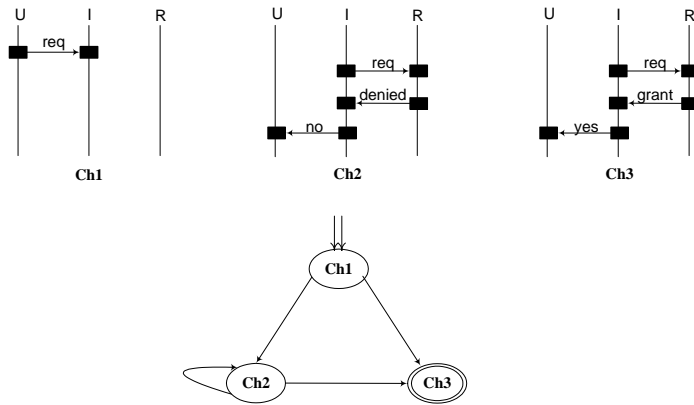 U I R
req
Ch1
U I R
req
denied
no
Ch2
U I R
req
grant
yes
Ch3
Ch1
Ch2
Ch3